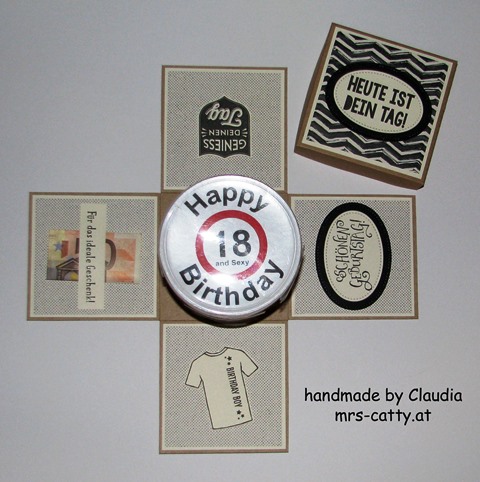 HEUTE IST
DEIN TAG!
GENIESS
DEINEN
Tag
Happy
18
and Sexy
Birthday
Für das ideale Geschenk!
50
SCHÖNEN
GEBURTSTAG!
BIRTHDAY BOY
handmade by Claudia
mrs-catty.at